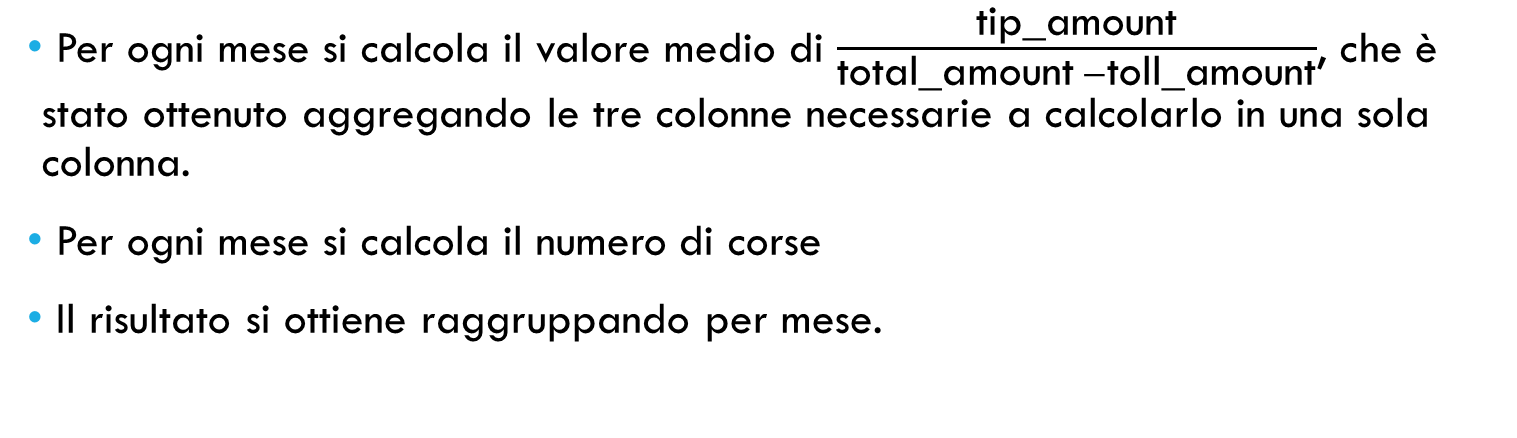 • Per ogni mese si calcola il valore medio di tip_amount / total_amount –toll_amount, che è
stato ottenuto aggregando le tre colonne necessarie a calcolarlo in una sola
colonna.
• Per ogni mese si calcola il numero di corse
• Il risultato si ottiene raggruppando per mese.